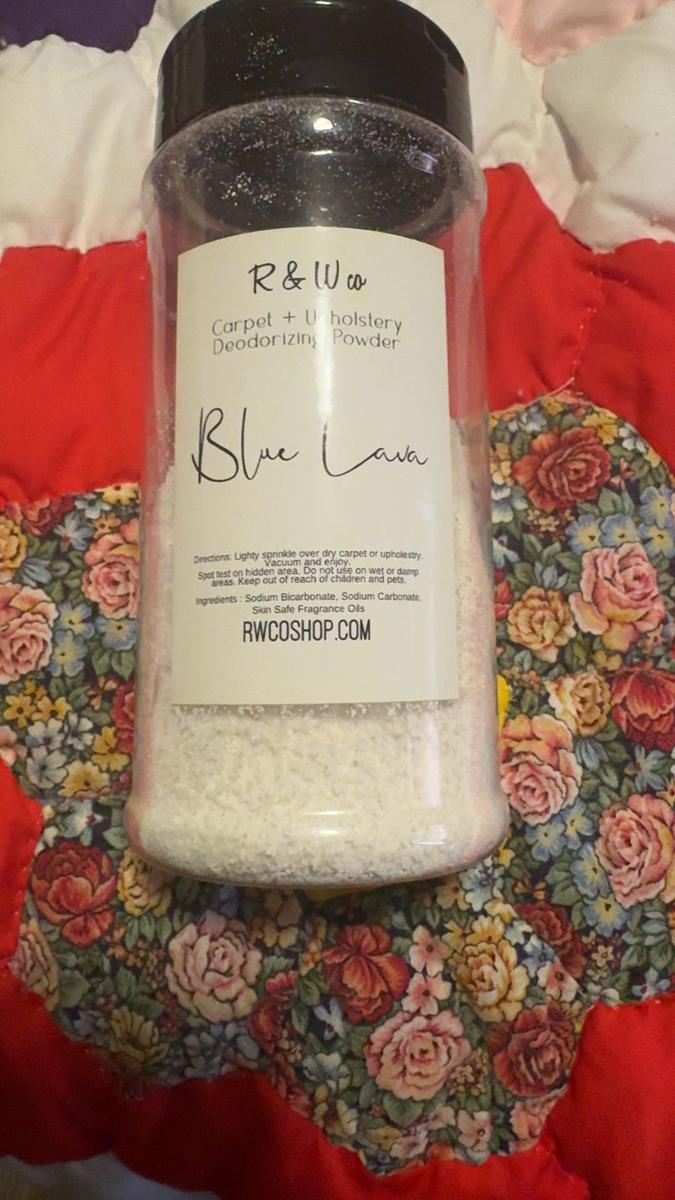 R & W co
Carpet + Upholstery
Deodorizing Powder
Blue Lava
Directions: Lighty sprinkle over dry carpet or upholestry.
Vacuum and enjoy.
Spot test on hidden area. Do not use on wet or damp
areas. Keep out of reach of children and pets.
Ingredients : Sodium Bicarbonate, Sodium Carbonate,
Skin Safe Fragrance Oils
RWCOSHOP.COM